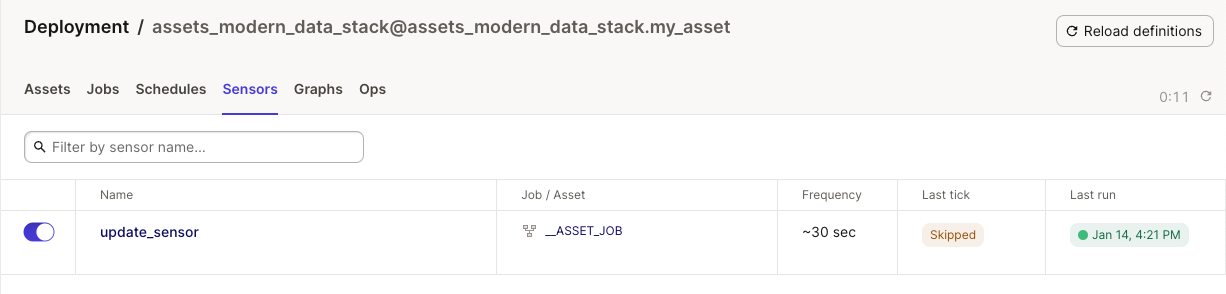 Deployment / assets_modern_data_stack@assets_modern_data_stack.my_asset
Reload definitions
Assets Jobs Schedules Sensors Graphs Ops
0:11
Filter by sensor name...
Name Job / Asset Frequency Last tick Last run
update_sensor __ASSET_JOB ~30 sec Skipped Jan 14, 4:21 PM